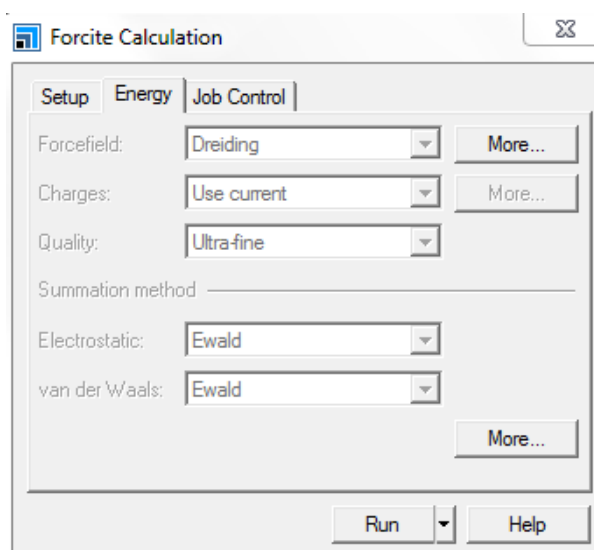 Forcite Calculation
Setup Energy Job Control
Forcefield: Dreiding More...
Charges: Use current More...
Quality: Ultra-fine
Summation method
Electrostatic: Ewald
van der Waals: Ewald
More...
Run Help